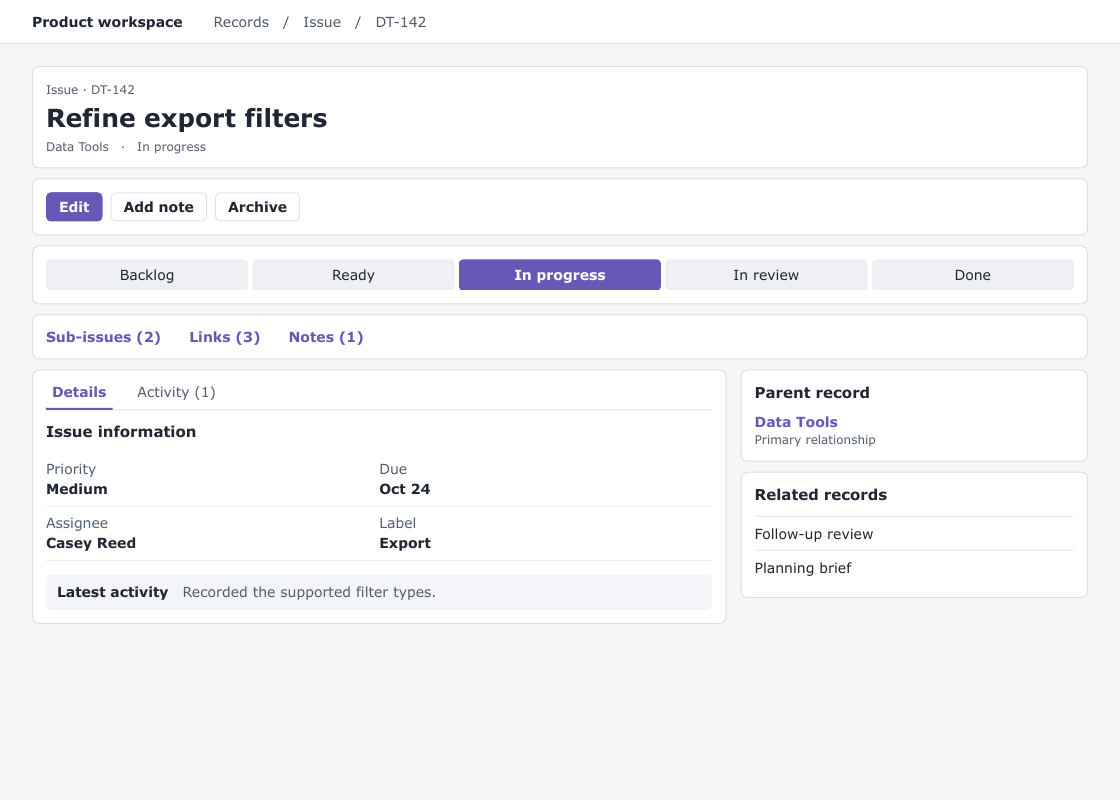 Product workspace Records / Issue / DT-142
Issue · DT-142
Refine export filters
Data Tools · In progress
Edit Add note Archive
Backlog Ready In progress In review Done
Sub-issues (2) Links (3) Notes (1)
Details Activity (1)
Issue information
Priority Due
Medium Oct 24
Assignee Label
Casey Reed Export
Latest activity Recorded the supported filter types.
Parent record
Data Tools
Primary relationship
Related records
Follow-up review
Planning brief